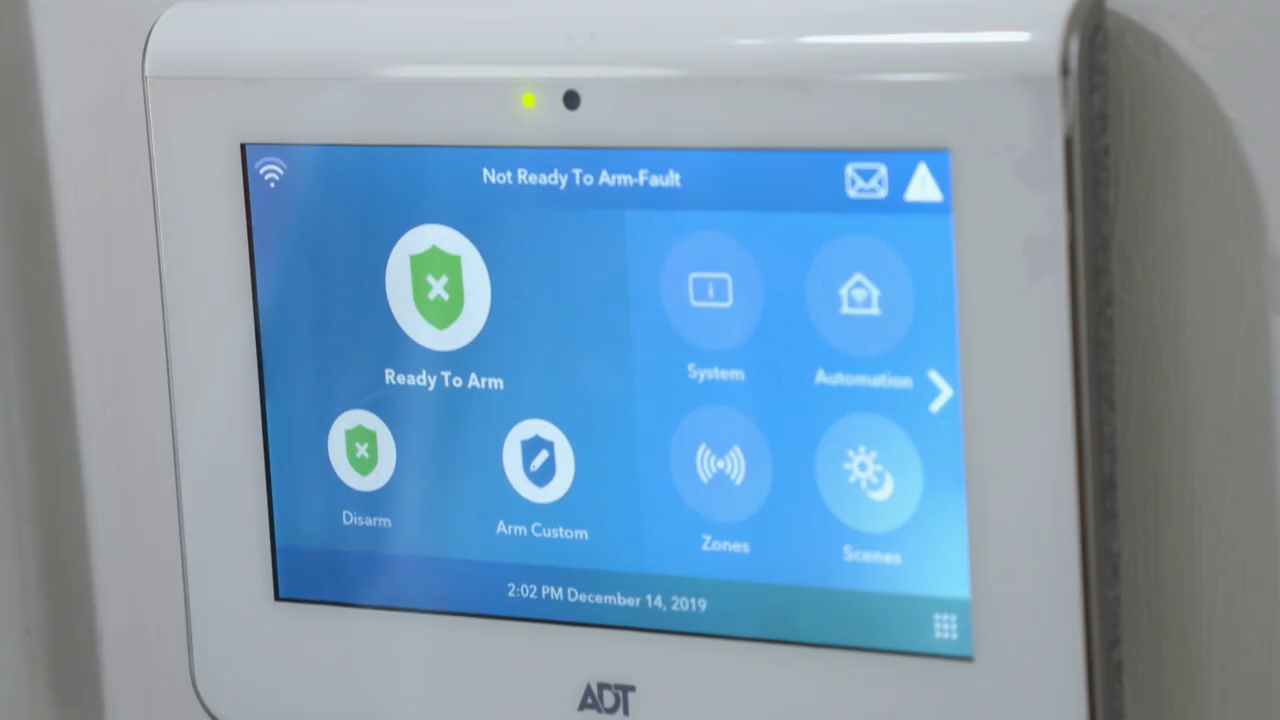 Not Ready To Arm-Fault
Ready To Arm
System
Automation
Disarm
Arm Custom
Zones
Scenes
2:02 PM December 14, 2019
ADT